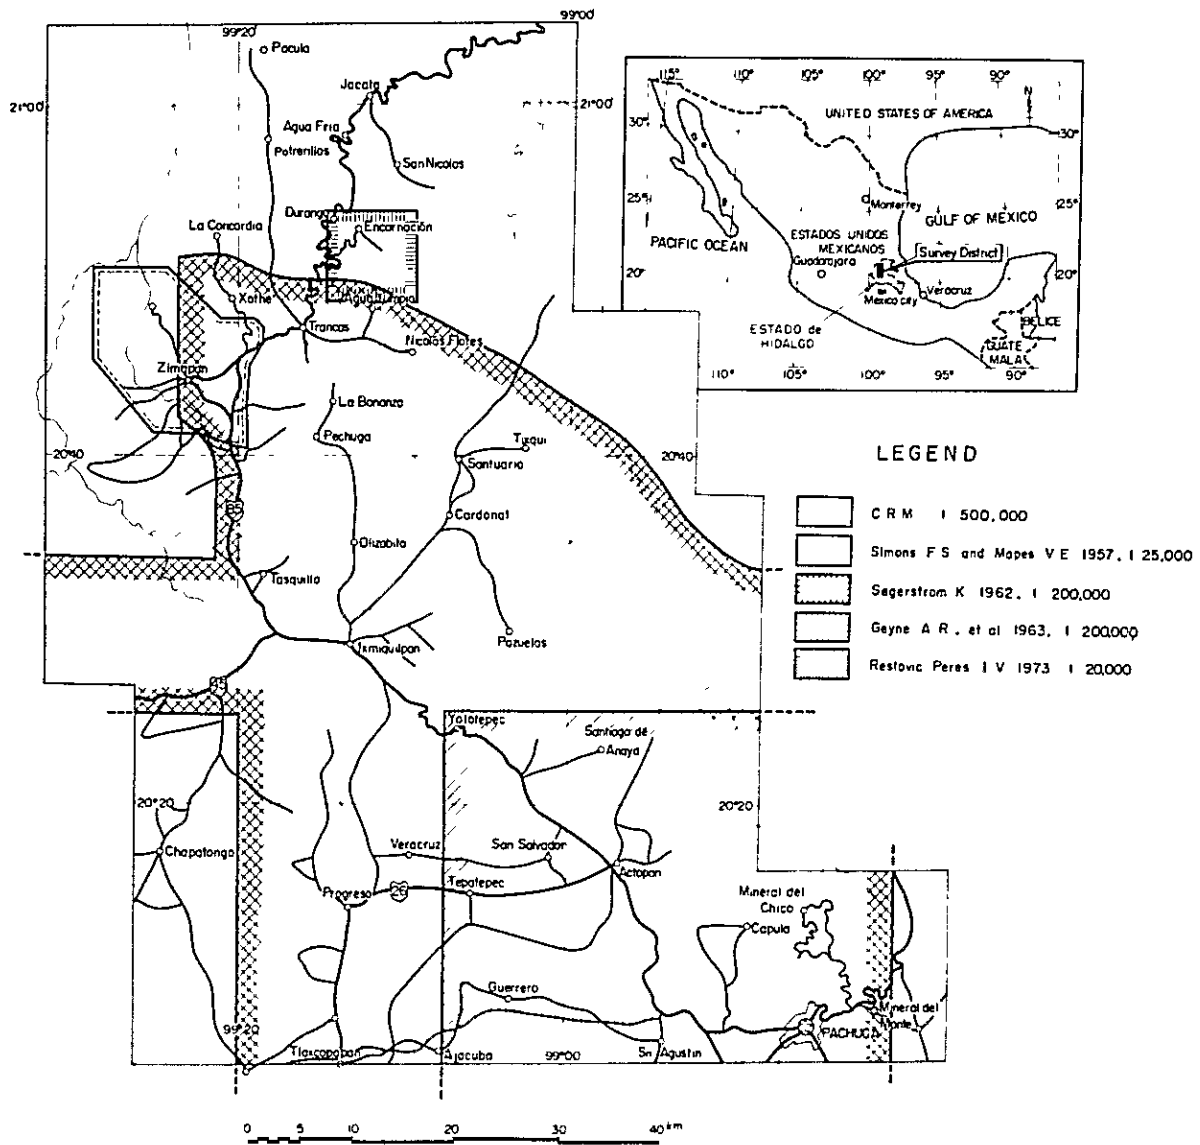 99°00'
99°20'
Pacula
Jacala
21°00'
21°00'
Agua Fria
Potrerillos
San Nicolas
Durango
La Concordia
Encarnación
Xathe
Trancas
Nicolas Flores
Zimapan
La Bonanza
Pechuga
Tixqui
20°40'
Santuario
20°40'
Cardonal
85
Olizabita
Tasquillo
Pozuelos
Ixmiquilpan
Yolotepec
Santiago de
Anaya
20°20'
20°20'
Chapatongo
Veracruz
San Salvador
Actopan
Progreso
26
Tepatepec
Mineral del
Chico
Capula
Guerrero
Mineral del
Monte
99°20'
PACHUCA
Tlaxcoapan
Ajacuba
99°00'
Sn Agustin
0 5 10 20 30 40 km
115°
110°
105°
100°
95°
90°
N
UNITED STATES OF AMERICA
30°
30°
25°
25°
Monterrey
GULF OF MEXICO
PACIFIC OCEAN
ESTADOS UNIDOS
MEXICANOS
Survey District
Guadarajara
20°
20°
Mexico city
Veracruz
ESTADO de
HIDALGO
BELICE
GUATE
MALA
110°
105°
100°
95°
90°
LEGEND
CRM 1 500,000
Simons F S and Mapes V E 1957, 1 25,000
Segerstrom K 1962. 1 200,000
Geyne A R, et al 1963, 1 200,000
Restovic Peres I V 1973 1 20,000